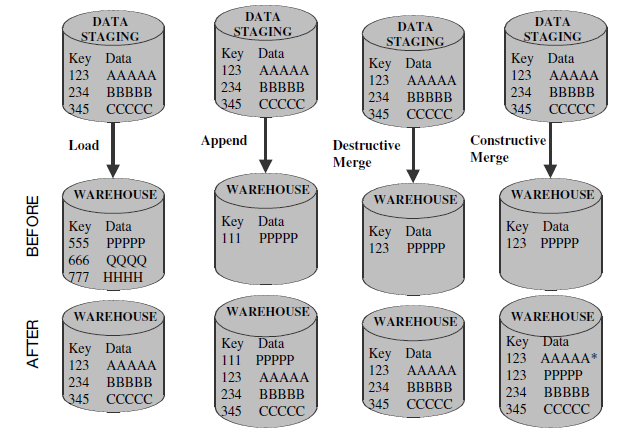 DATA
STAGING
Key Data
123 AAAAA
234 BBBBB
345 CCCCC
DATA
STAGING
Key Data
123 AAAAA
234 BBBBB
345 CCCCC
DATA
STAGING
Key Data
123 AAAAA
234 BBBBB
345 CCCCC
DATA
STAGING
Key Data
123 AAAAA
234 BBBBB
345 CCCCC
Load
Append
Destructive
Merge
Constructive
Merge
BEFORE
WAREHOUSE
Key Data
555 PPPPP
666 QQQQ
777 HHHH
WAREHOUSE
Key Data
111 PPPPP
WAREHOUSE
Key Data
123 PPPPP
WAREHOUSE
Key Data
123 PPPPP
AFTER
WAREHOUSE
Key Data
123 AAAAA
234 BBBBB
345 CCCCC
WAREHOUSE
Key Data
111 PPPPP
123 AAAAA
234 BBBBB
345 CCCCC
WAREHOUSE
Key Data
123 AAAAA
234 BBBBB
345 CCCCC
WAREHOUSE
Key Data
123 AAAAA*
123 PPPPP
234 BBBBB
345 CCCCC